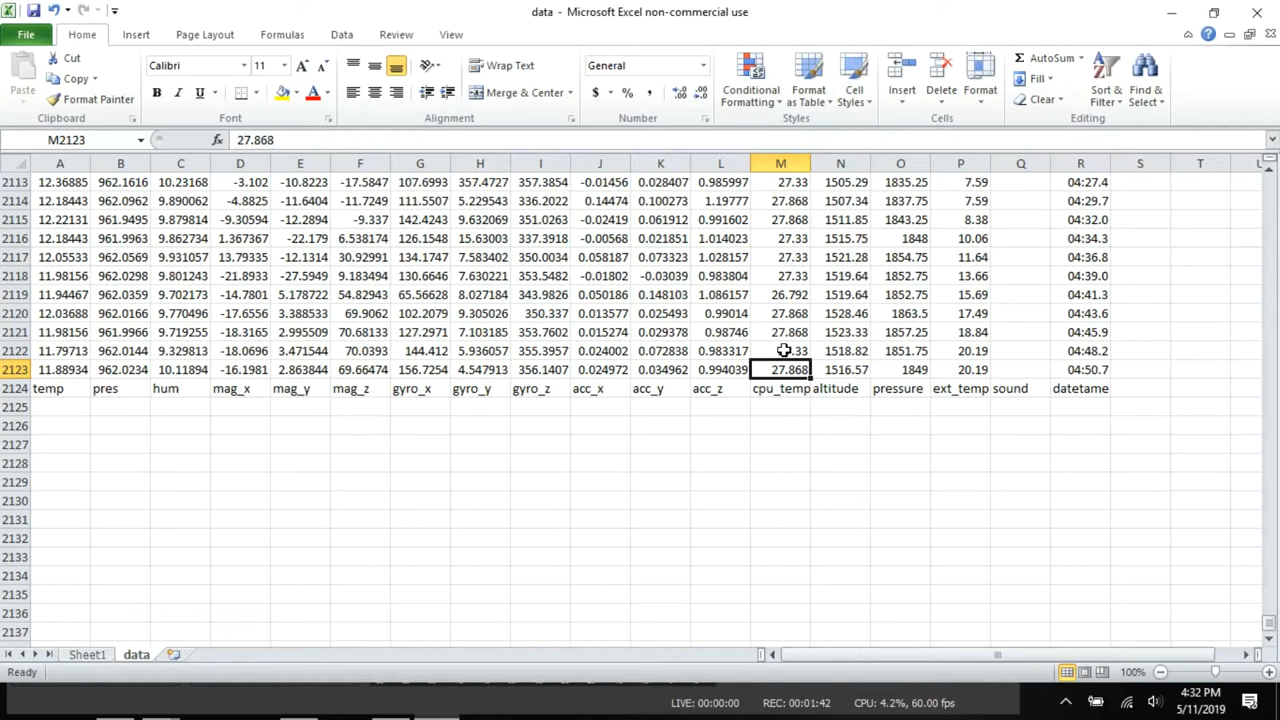 data - Microsoft Excel non-commercial use
File Home Insert Page Layout Formulas Data Review View
Paste Cut Calibri 11 Wrap Text General Conditional Formatting Format as Table Cell Styles Insert Delete Format AutoSum Sort & Filter Find & Select
Copy Fill
Format Painter B I U Merge & Center $ % , Clear
Clipboard Font Alignment Number Styles Cells Editing
M2123 fx 27.868
A B C D E F G H I J K L M N O P Q R S T U
2113 12.36885 962.1616 10.23168 -3.102 -10.8223 -17.5847 107.6993 357.4727 357.3854 -0.01456 0.028407 0.985997 27.33 1505.29 1835.25 7.59 04:27.4
2114 12.18443 962.0962 9.890062 -4.8825 -11.6404 -11.7249 111.5507 5.229543 336.2022 0.14474 0.100273 1.19777 27.868 1507.34 1837.75 7.59 04:29.7
2115 12.22131 961.9495 9.879814 -9.30594 -12.2894 -9.337 142.4243 9.632069 351.0263 -0.02419 0.061912 0.991602 27.868 1511.85 1843.25 8.38 04:32.0
2116 12.18443 961.9963 9.862734 1.367367 -22.179 6.538174 126.1548 15.63003 337.3918 -0.00568 0.021851 1.014023 27.33 1515.75 1848 10.06 04:34.3
2117 12.05533 962.0569 9.931057 13.79335 -12.1314 30.92991 134.1747 7.583402 350.0034 0.058187 0.073323 1.028157 27.33 1521.28 1854.75 11.64 04:36.8
2118 11.98156 962.0298 9.801243 -21.8933 -27.5949 9.183494 130.6646 7.630221 353.5482 -0.01802 -0.03039 0.983804 27.33 1519.64 1852.75 13.66 04:39.0
2119 11.94467 962.0359 9.702173 -14.7801 5.178722 54.82943 65.56628 8.027184 343.9826 0.050186 0.148103 1.086157 26.792 1519.64 1852.75 15.69 04:41.3
2120 12.03688 962.0166 9.770496 -17.6556 3.388533 69.9062 102.2079 9.305026 350.337 0.013577 0.025493 0.99014 27.868 1528.46 1863.5 17.49 04:43.6
2121 11.98156 961.9966 9.719255 -18.3165 2.995509 70.68133 127.2971 7.103185 353.7602 0.015274 0.029378 0.98746 27.868 1523.33 1857.25 18.84 04:45.9
2122 11.79713 962.0144 9.329813 -18.0696 3.471544 70.0393 144.412 5.936057 355.3957 0.024002 0.072838 0.983317 .33 1518.82 1851.75 20.19 04:48.2
2123 11.88934 962.0234 10.11894 -16.1981 2.863844 69.66474 156.7254 4.547913 356.1407 0.024972 0.034962 0.994039 27.868 1516.57 1849 20.19 04:50.7
2124 temp pres hum mag_x mag_y mag_z gyro_x gyro_y gyro_z acc_x acc_y acc_z cpu_temp altitude pressure ext_temp sound datetame
2125
2126
2127
2128
2129
2130
2131
2132
2133
2134
2135
2136
2137
Sheet1 data
Ready 100%
LIVE: 00:00:00 REC: 00:01:42 CPU: 4.2%, 60.00 fps
4:32 PM
5/11/2019